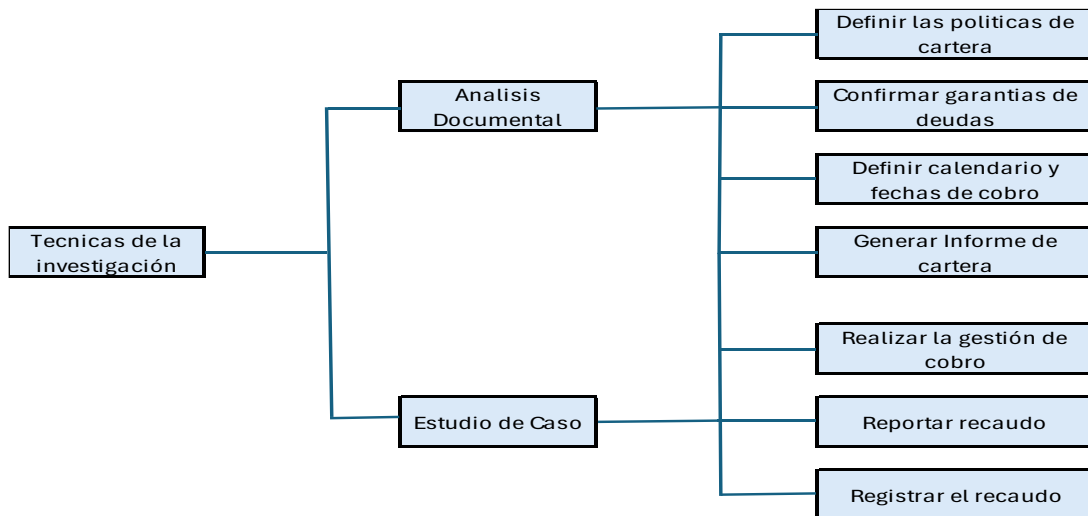 Tecnicas de la
investigación
Analisis
Documental
Estudio de Caso
Definir las politicas de
cartera
Confirmar garantias de
deudas
Definir calendario y
fechas de cobro
Generar Informe de
cartera
Realizar la gestión de
cobro
Reportar recaudo
Registrar el recaudo